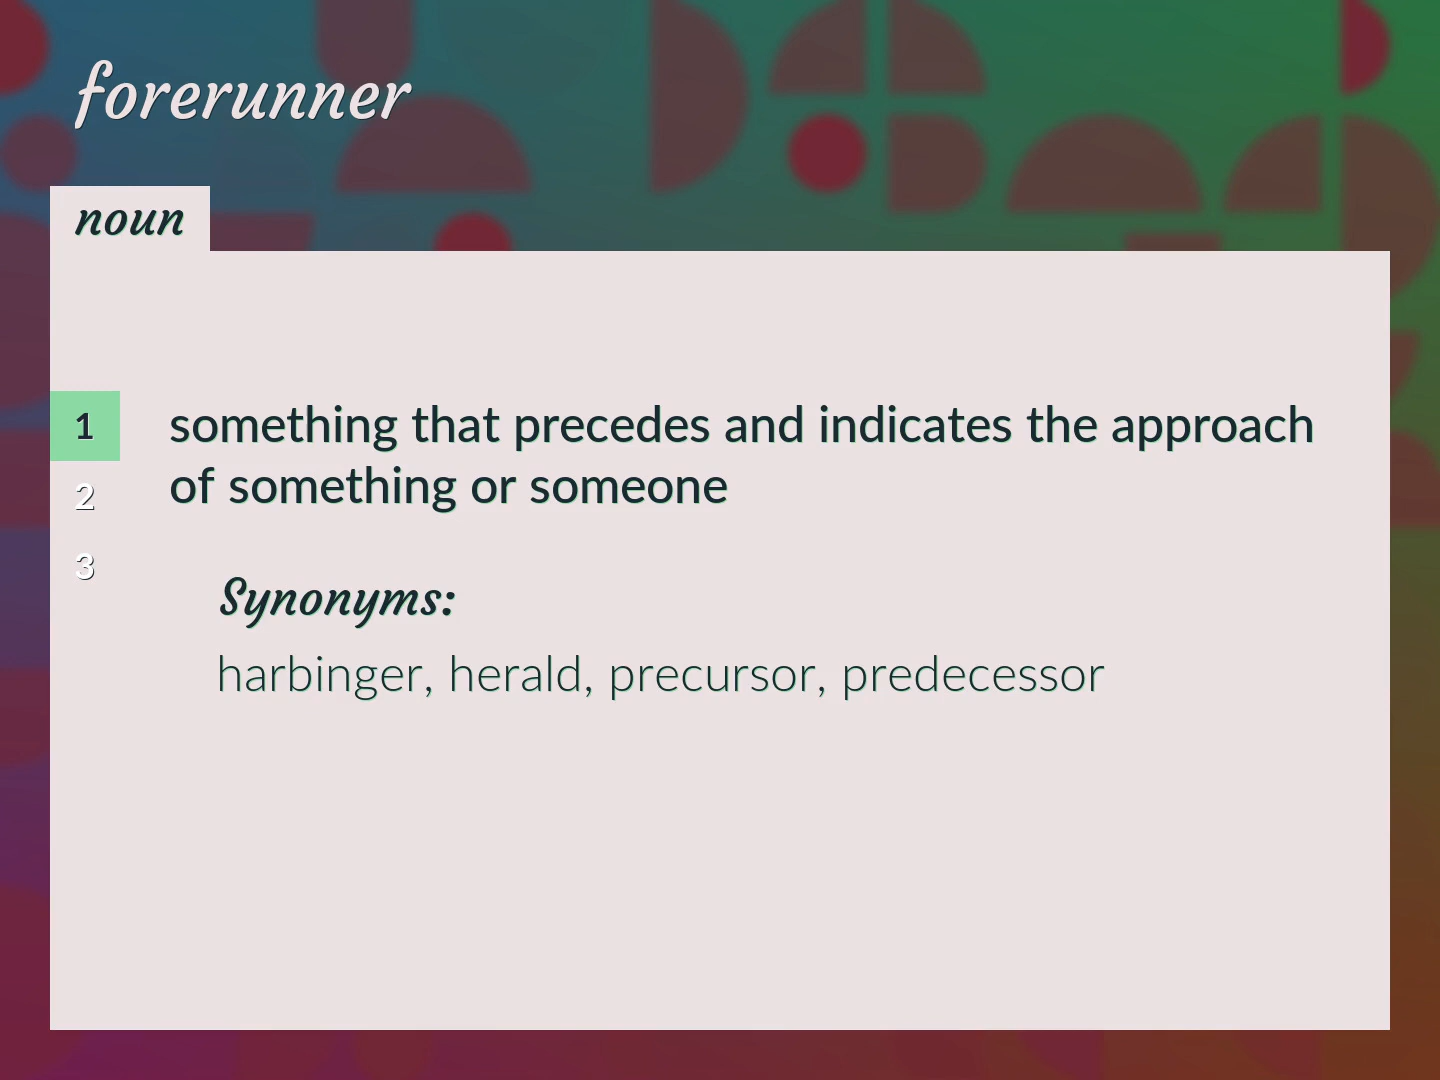 forerunner
noun
1
something that precedes and indicates the approach
of something or someone
2
3
Synonyms:
harbinger, herald, precursor, predecessor